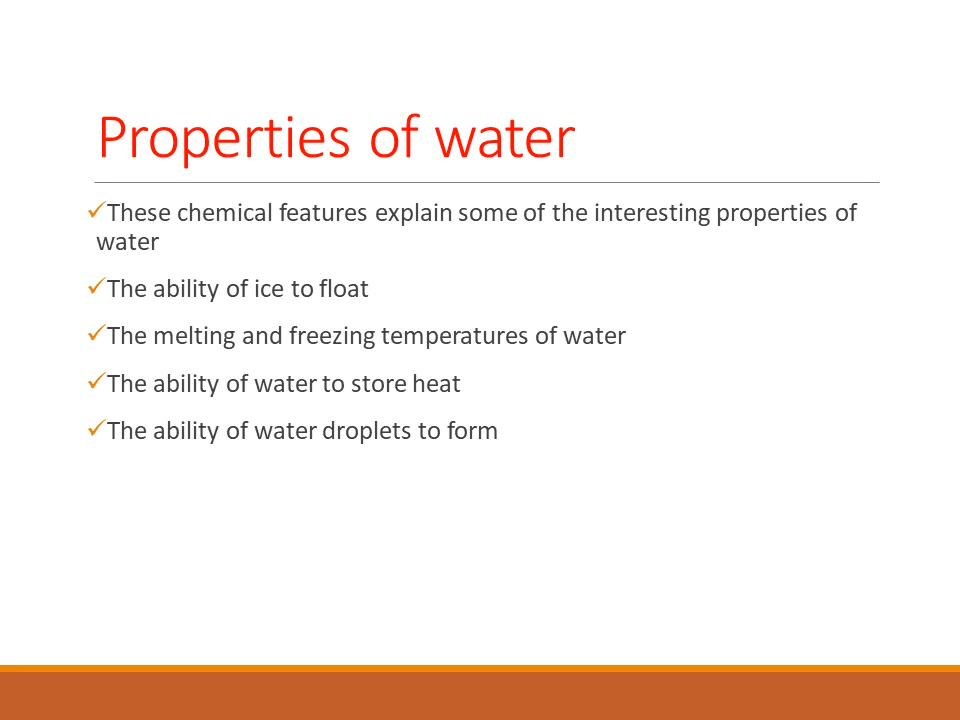 Properties of water
✓These chemical features explain some of the interesting properties of
water
✓The ability of ice to float
✓The melting and freezing temperatures of water
✓The ability of water to store heat
✓The ability of water droplets to form